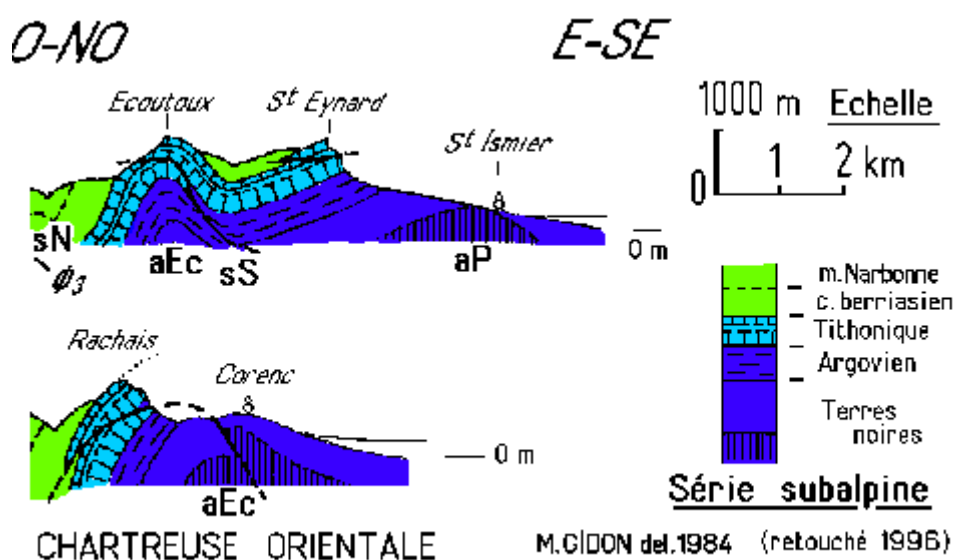 O-NO
E-SE
Ecoutoux
St Eynard
St Ismier
1000 m Echelle
0 1 2 km
sN
φ3
aEc
sS
aP
0 m
m.Narbonne
c.berriasien
Tithonique
Argovien
Terres
noires
Rachais
Corenc
0 m
aEc
Série subalpine
CHARTREUSE ORIENTALE
M.GIDON del.1984 (retouché 1996)